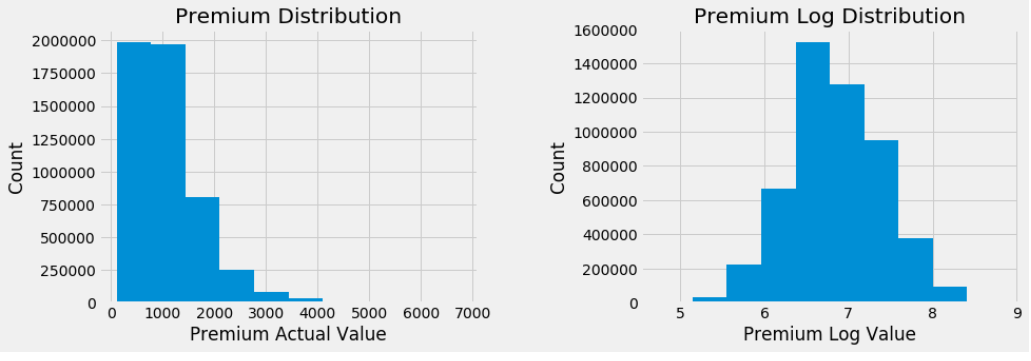 Premium Distribution
2000000
1750000
1500000
1250000
1000000
750000
500000
250000
0
Count
0 1000 2000 3000 4000 5000 6000 7000
Premium Actual Value
Premium Log Distribution
1600000
1400000
1200000
1000000
800000
600000
400000
200000
0
Count
5 6 7 8 9
Premium Log Value